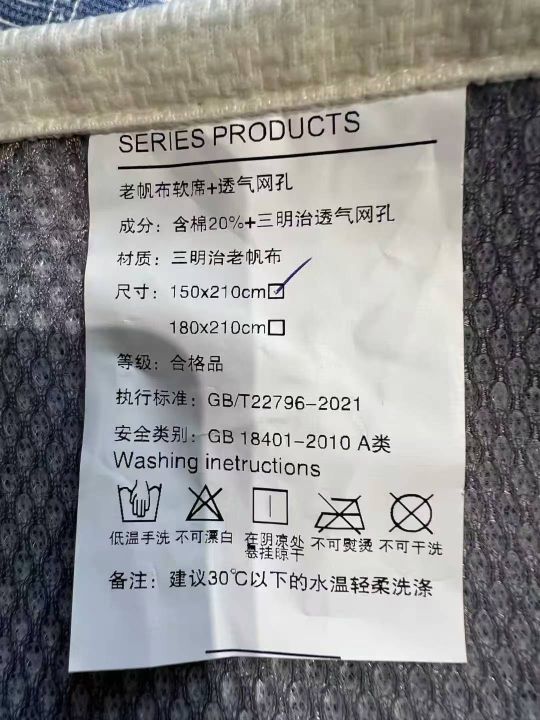 SERIES PRODUCTS
老帆布软席+透气网孔
成分：含棉20%+三明治透气网孔
材质：三明治老帆布
尺寸：150x210cm☑
180x210cm☐
等级：合格品
执行标准：GB/T22796-2021
安全类别：GB 18401-2010 A类
Washing inetructions
低温手洗 不可漂白 在阴凉处悬挂晾干 不可熨烫 不可干洗
备注：建议30℃以下的水温轻柔洗涤